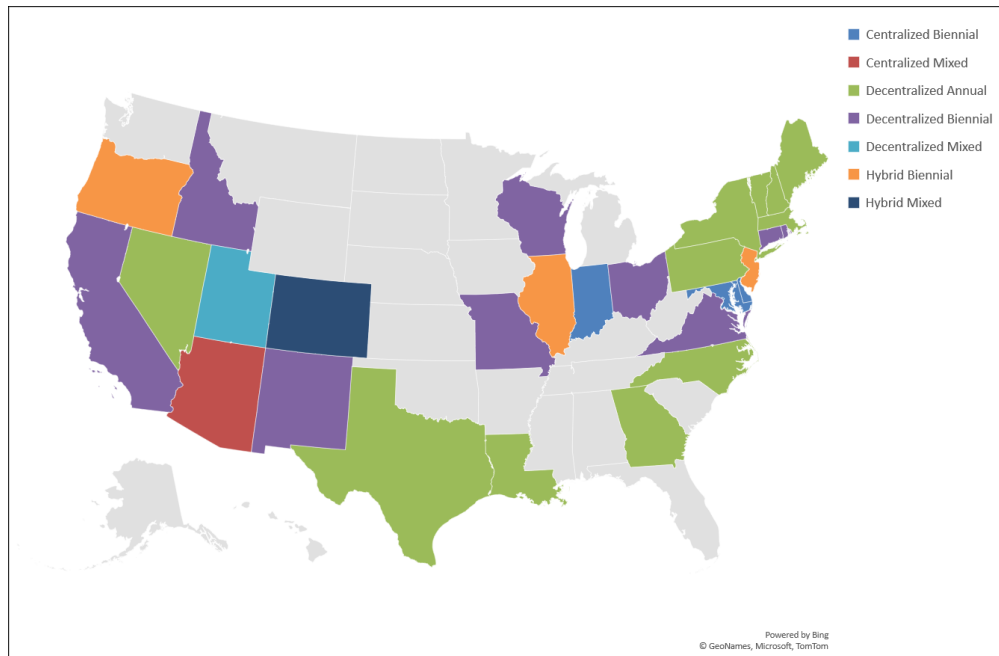 Centralized Biennial
Centralized Mixed
Decentralized Annual
Decentralized Biennial
Decentralized Mixed
Hybrid Biennial
Hybrid Mixed
Powered by Bing
© GeoNames, Microsoft, TomTom